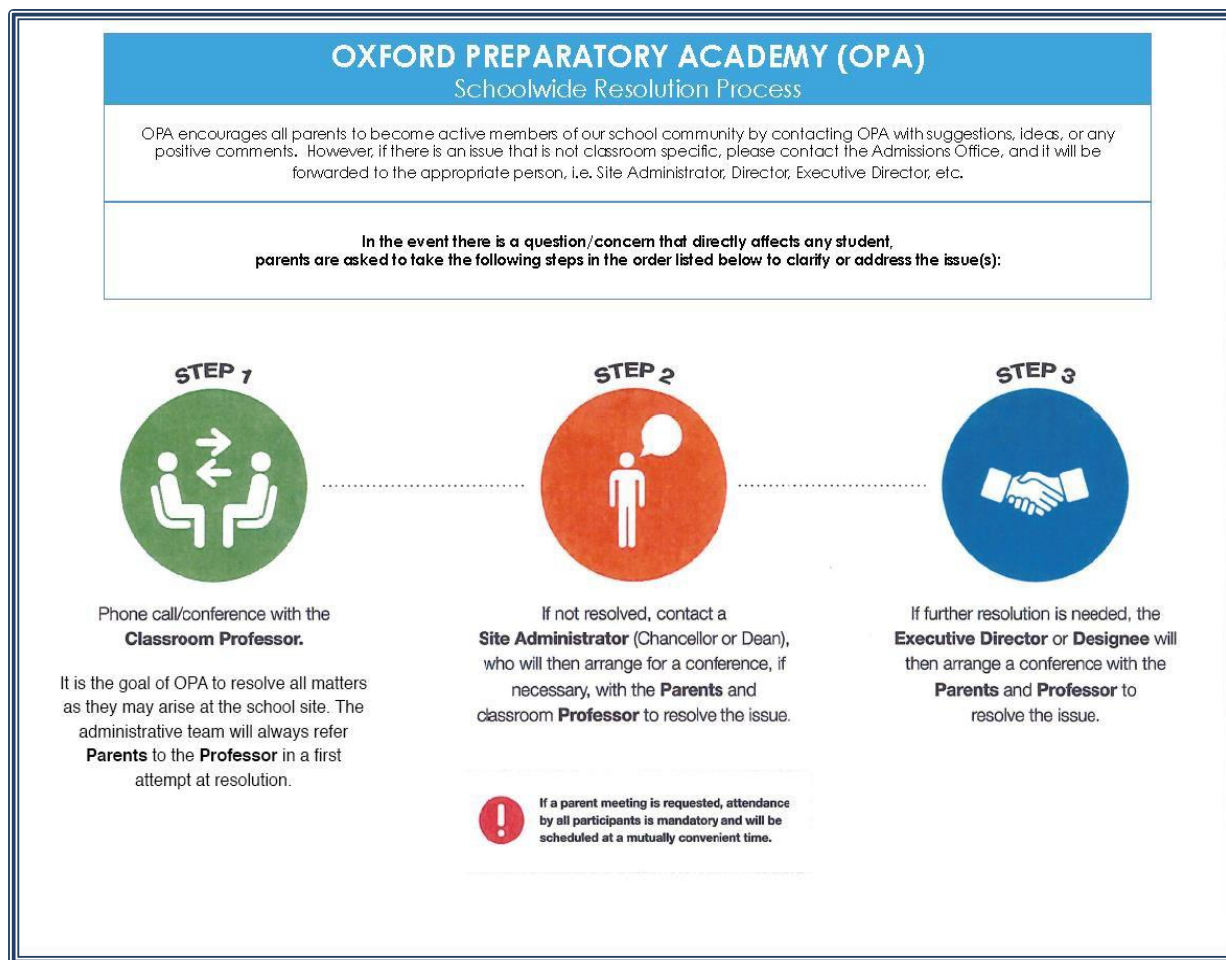 OXFORD PREPARATORY ACADEMY (OPA)
Schoolwide Resolution Process
OPA encourages all parents to become active members of our school community by contacting OPA with suggestions, ideas, or any
positive comments. However, if there is an issue that is not classroom specific, please contact the Admissions Office, and it will be
forwarded to the appropriate person, i.e. Site Administrator, Director, Executive Director, etc.
In the event there is a question/concern that directly affects any student,
parents are asked to take the following steps in the order listed below to clarify or address the issue(s):
STEP 1
Phone call/conference with the
Classroom Professor.
It is the goal of OPA to resolve all matters
as they may arise at the school site. The
administrative team will always refer
Parents to the Professor in a first
attempt at resolution.
STEP 2
If not resolved, contact a
Site Administrator (Chancellor or Dean),
who will then arrange for a conference, if
necessary, with the Parents and
classroom Professor to resolve the issue.
If a parent meeting is requested, attendance
by all participants is mandatory and will be
scheduled at a mutually convenient time.
STEP 3
If further resolution is needed, the
Executive Director or Designee will
then arrange a conference with the
Parents and Professor to
resolve the issue.